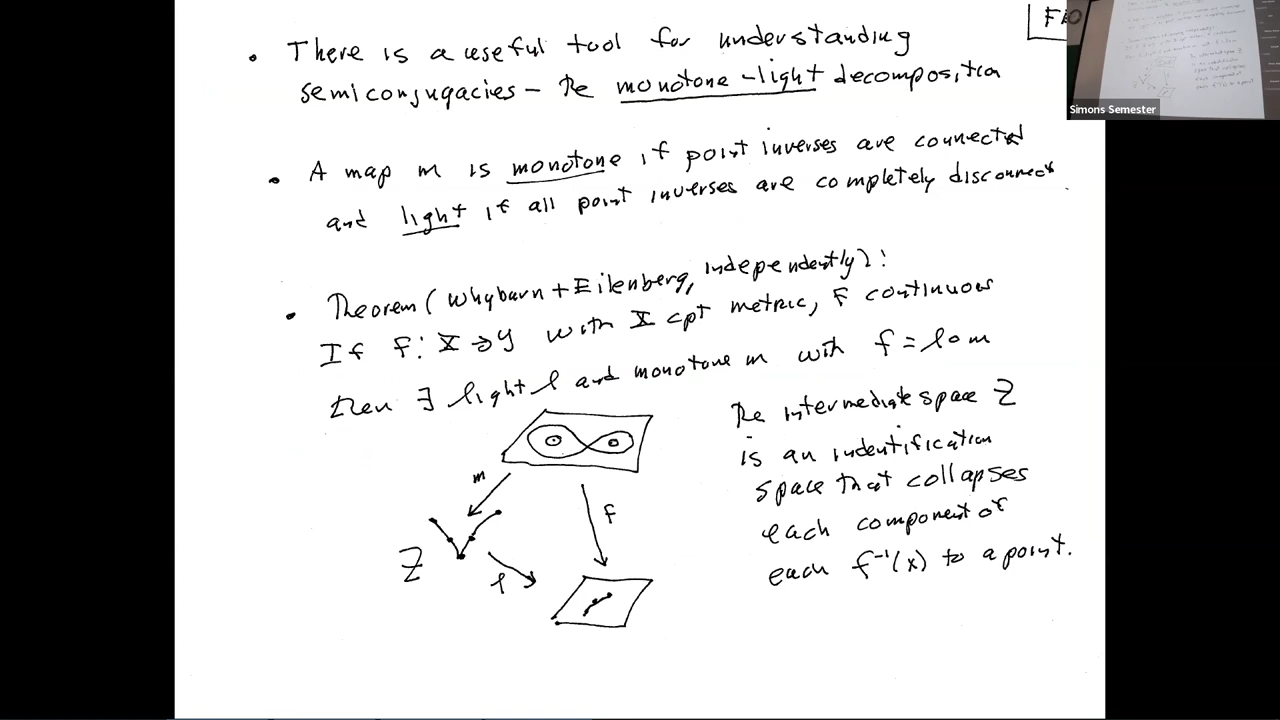 • There is a useful tool for understanding
semiconjugacies – the monotone-light decomposition
• A map m is monotone if point inverses are connected
and light if all point inverses are completely disconnects
• Theorem (Whyburn + Eilenberg, independently):
If f: X → Y with X cpt metric, f continuous
then ∃ light l and monotone m with f = l∘m
The intermediate space Z
is an indentification
space that collapses
each component of
each f⁻¹(x) to a point.
m
f
Z
l
Simons Semester